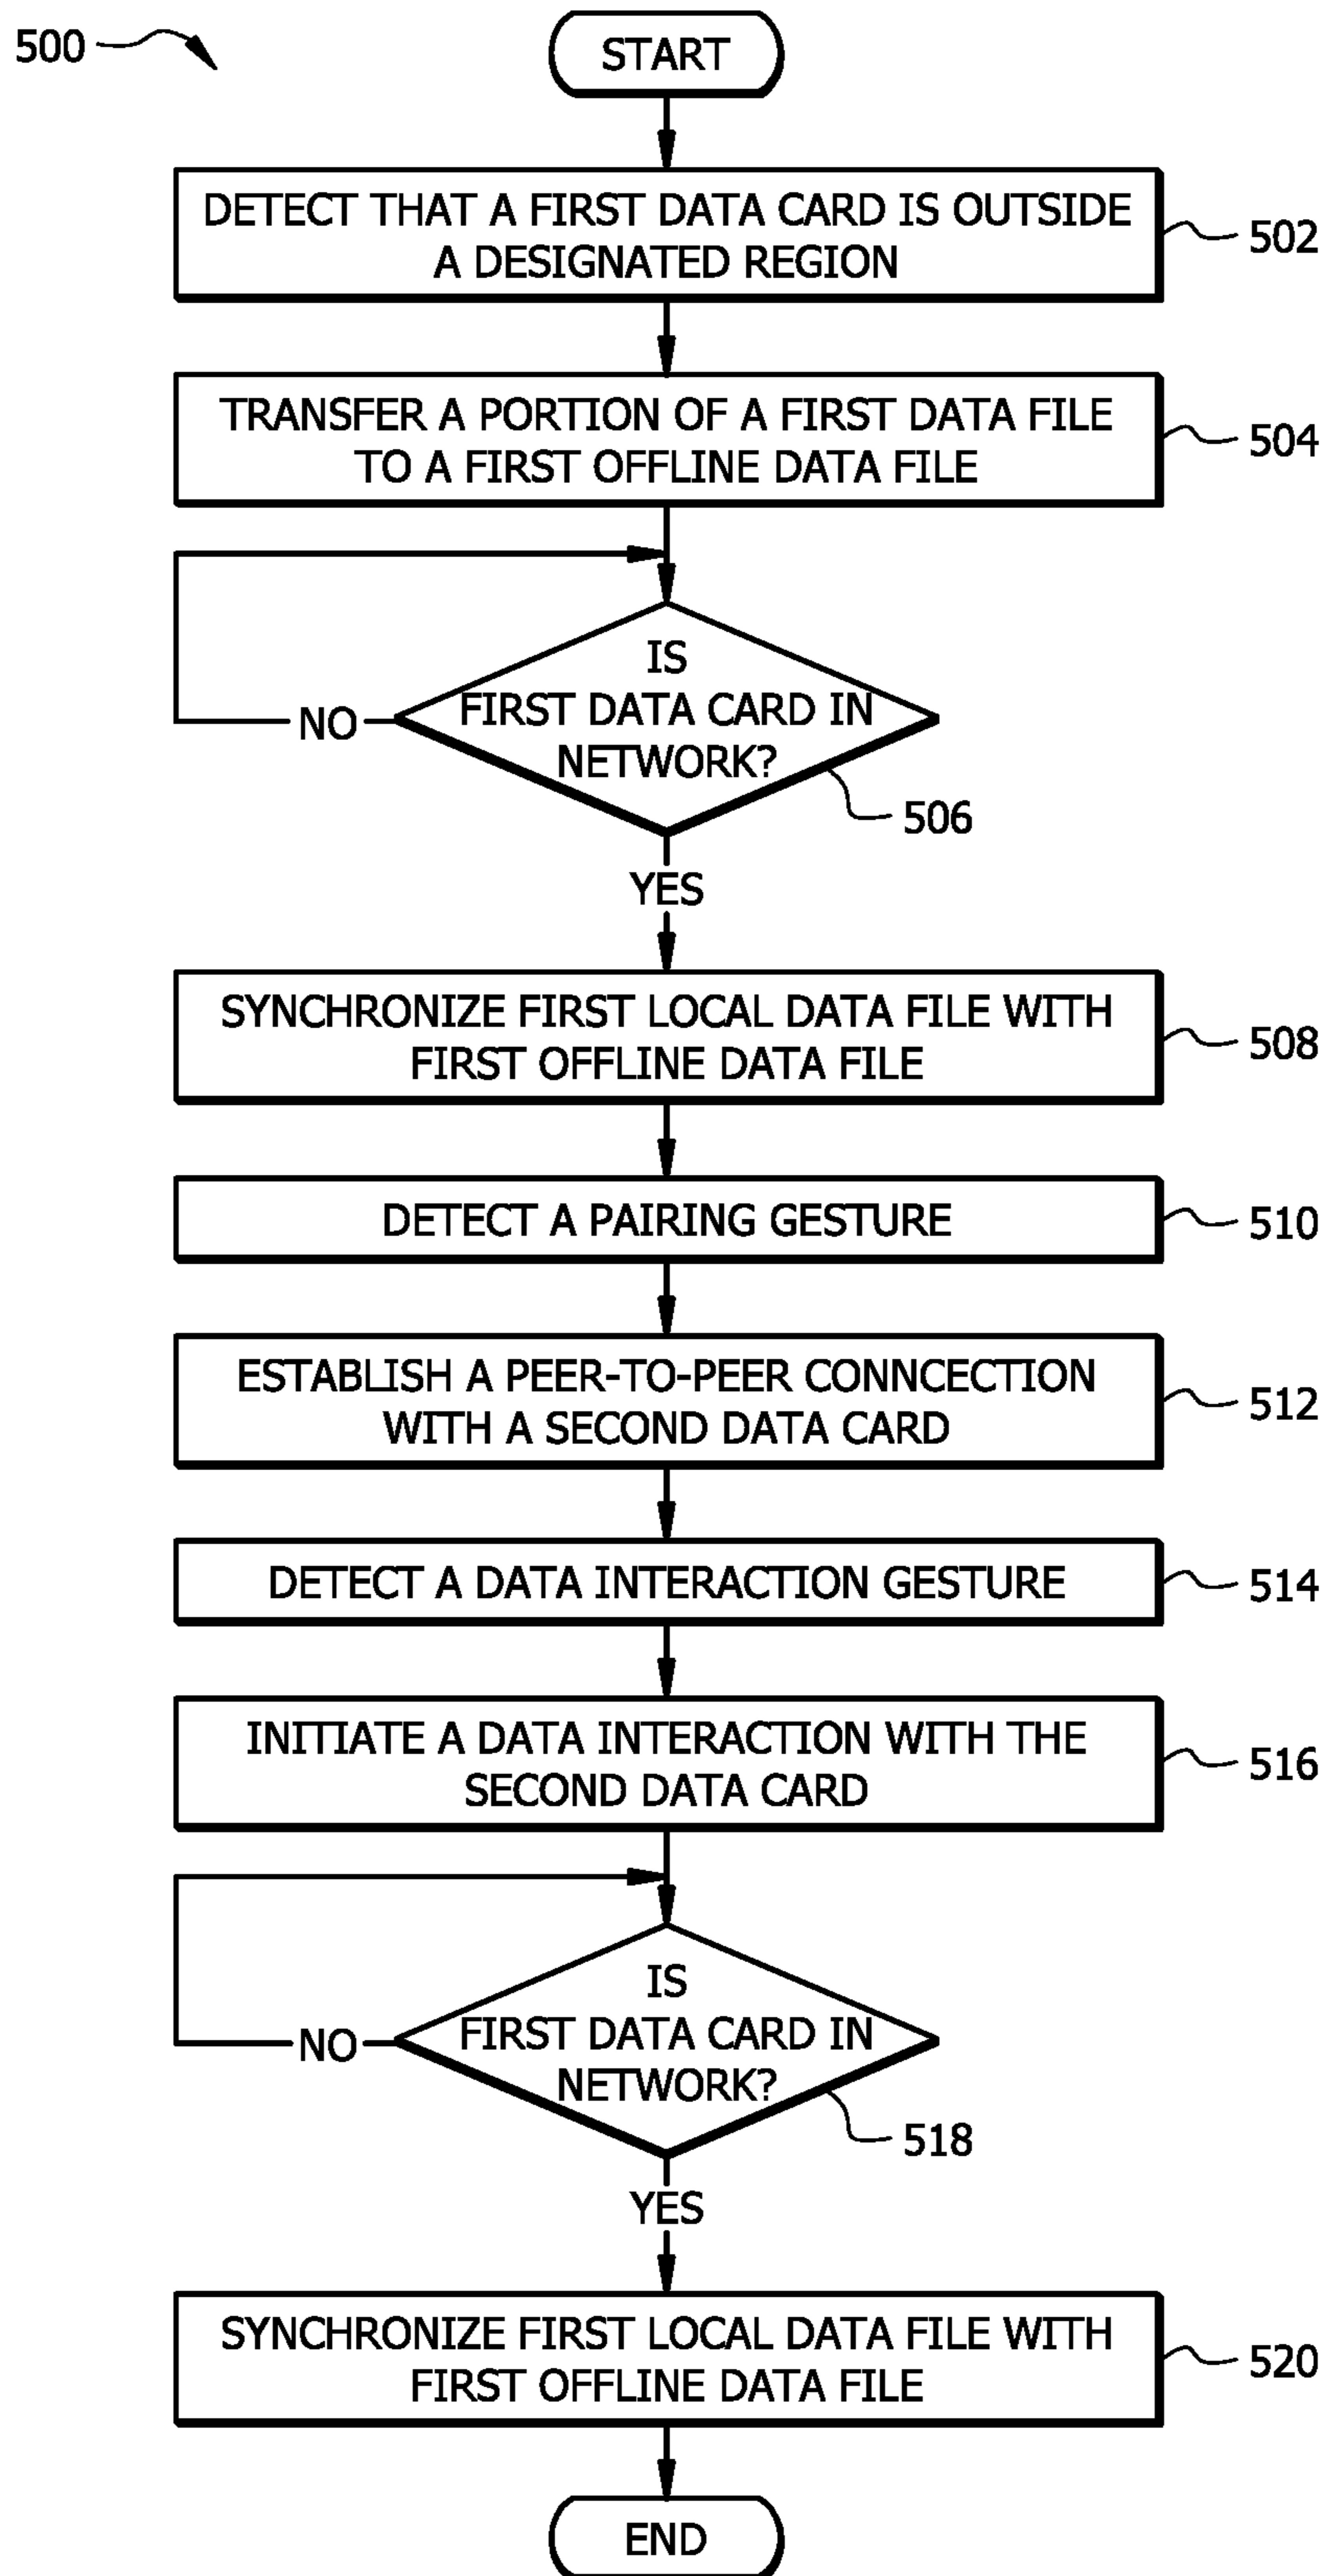 500
START
DETECT THAT A FIRST DATA CARD IS OUTSIDE
A DESIGNATED REGION
502
TRANSFER A PORTION OF A FIRST DATA FILE
TO A FIRST OFFLINE DATA FILE
504
IS
FIRST DATA CARD IN
NETWORK?
NO
506
YES
SYNCHRONIZE FIRST LOCAL DATA FILE WITH
FIRST OFFLINE DATA FILE
508
DETECT A PAIRING GESTURE
510
ESTABLISH A PEER-TO-PEER CONNCECTION
WITH A SECOND DATA CARD
512
DETECT A DATA INTERACTION GESTURE
514
INITIATE A DATA INTERACTION WITH THE
SECOND DATA CARD
516
IS
FIRST DATA CARD IN
NETWORK?
NO
518
YES
SYNCHRONIZE FIRST LOCAL DATA FILE WITH
FIRST OFFLINE DATA FILE
520
END